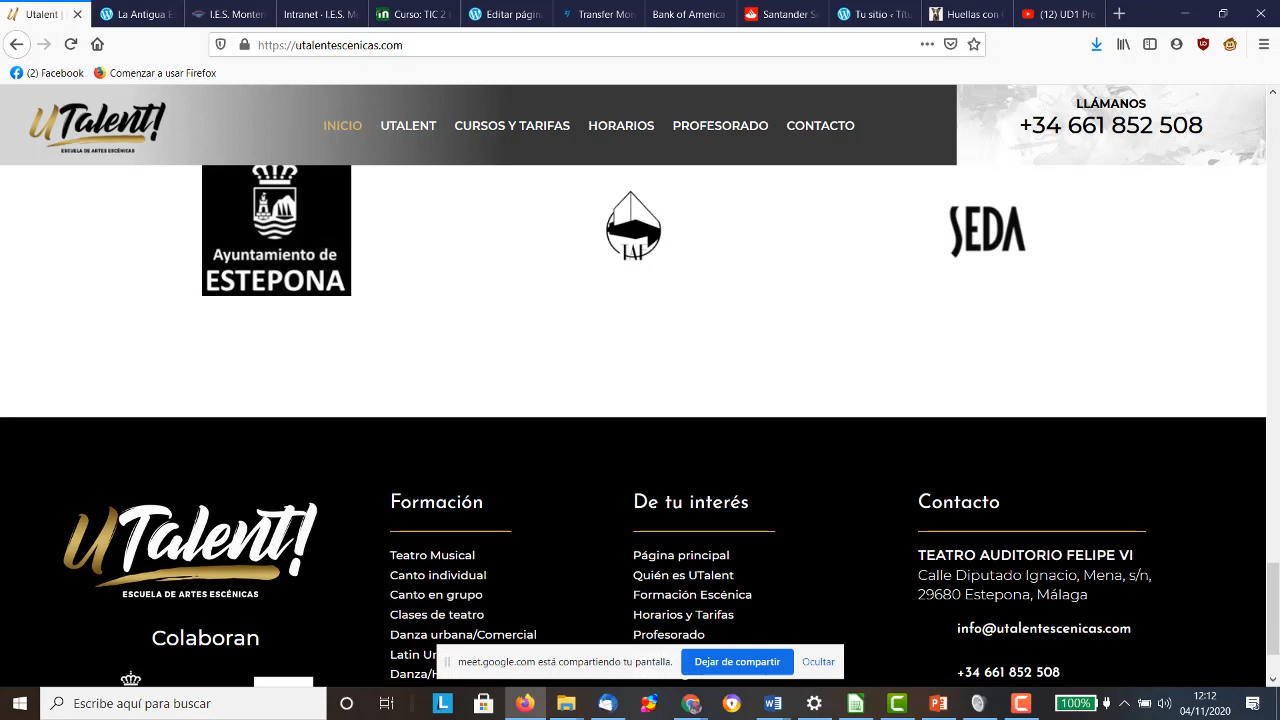 Utalent |
La Antigua E
I.E.S. Monter
Intranet - I.E.S. M
Curso: TIC 2
Editar página
Transfer Mon
Bank of America
Santander Se
Tu sitio ‹ Títu
Huellas con
(12) UD1 Pre
https://utalentescenicas.com
(2) Facebook
Comenzar a usar Firefox
UTalent!
ESCUELA DE ARTES ESCÉNICAS
INICIO UTALENT CURSOS Y TARIFAS HORARIOS PROFESORADO CONTACTO
LLÁMANOS
+34 661 852 508
Ayuntamiento de
ESTEPONA
SEDA
UTalent!
ESCUELA DE ARTES ESCÉNICAS
Colaboran
Formación
Teatro Musical
Canto individual
Canto en grupo
Clases de teatro
Danza urbana/Comercial
Latin Ur
Danza/H
De tu interés
Página principal
Quién es UTalent
Formación Escénica
Horarios y Tarifas
Profesorado
Contacto
TEATRO AUDITORIO FELIPE VI
Calle Diputado Ignacio, Mena, s/n,
29680 Estepona, Málaga
info@utalentescenicas.com
+34 661 852 508
meet.google.com está compartiendo tu pantalla.
Dejar de compartir
Ocultar
Escribe aquí para buscar
100%
12:12
04/11/2020